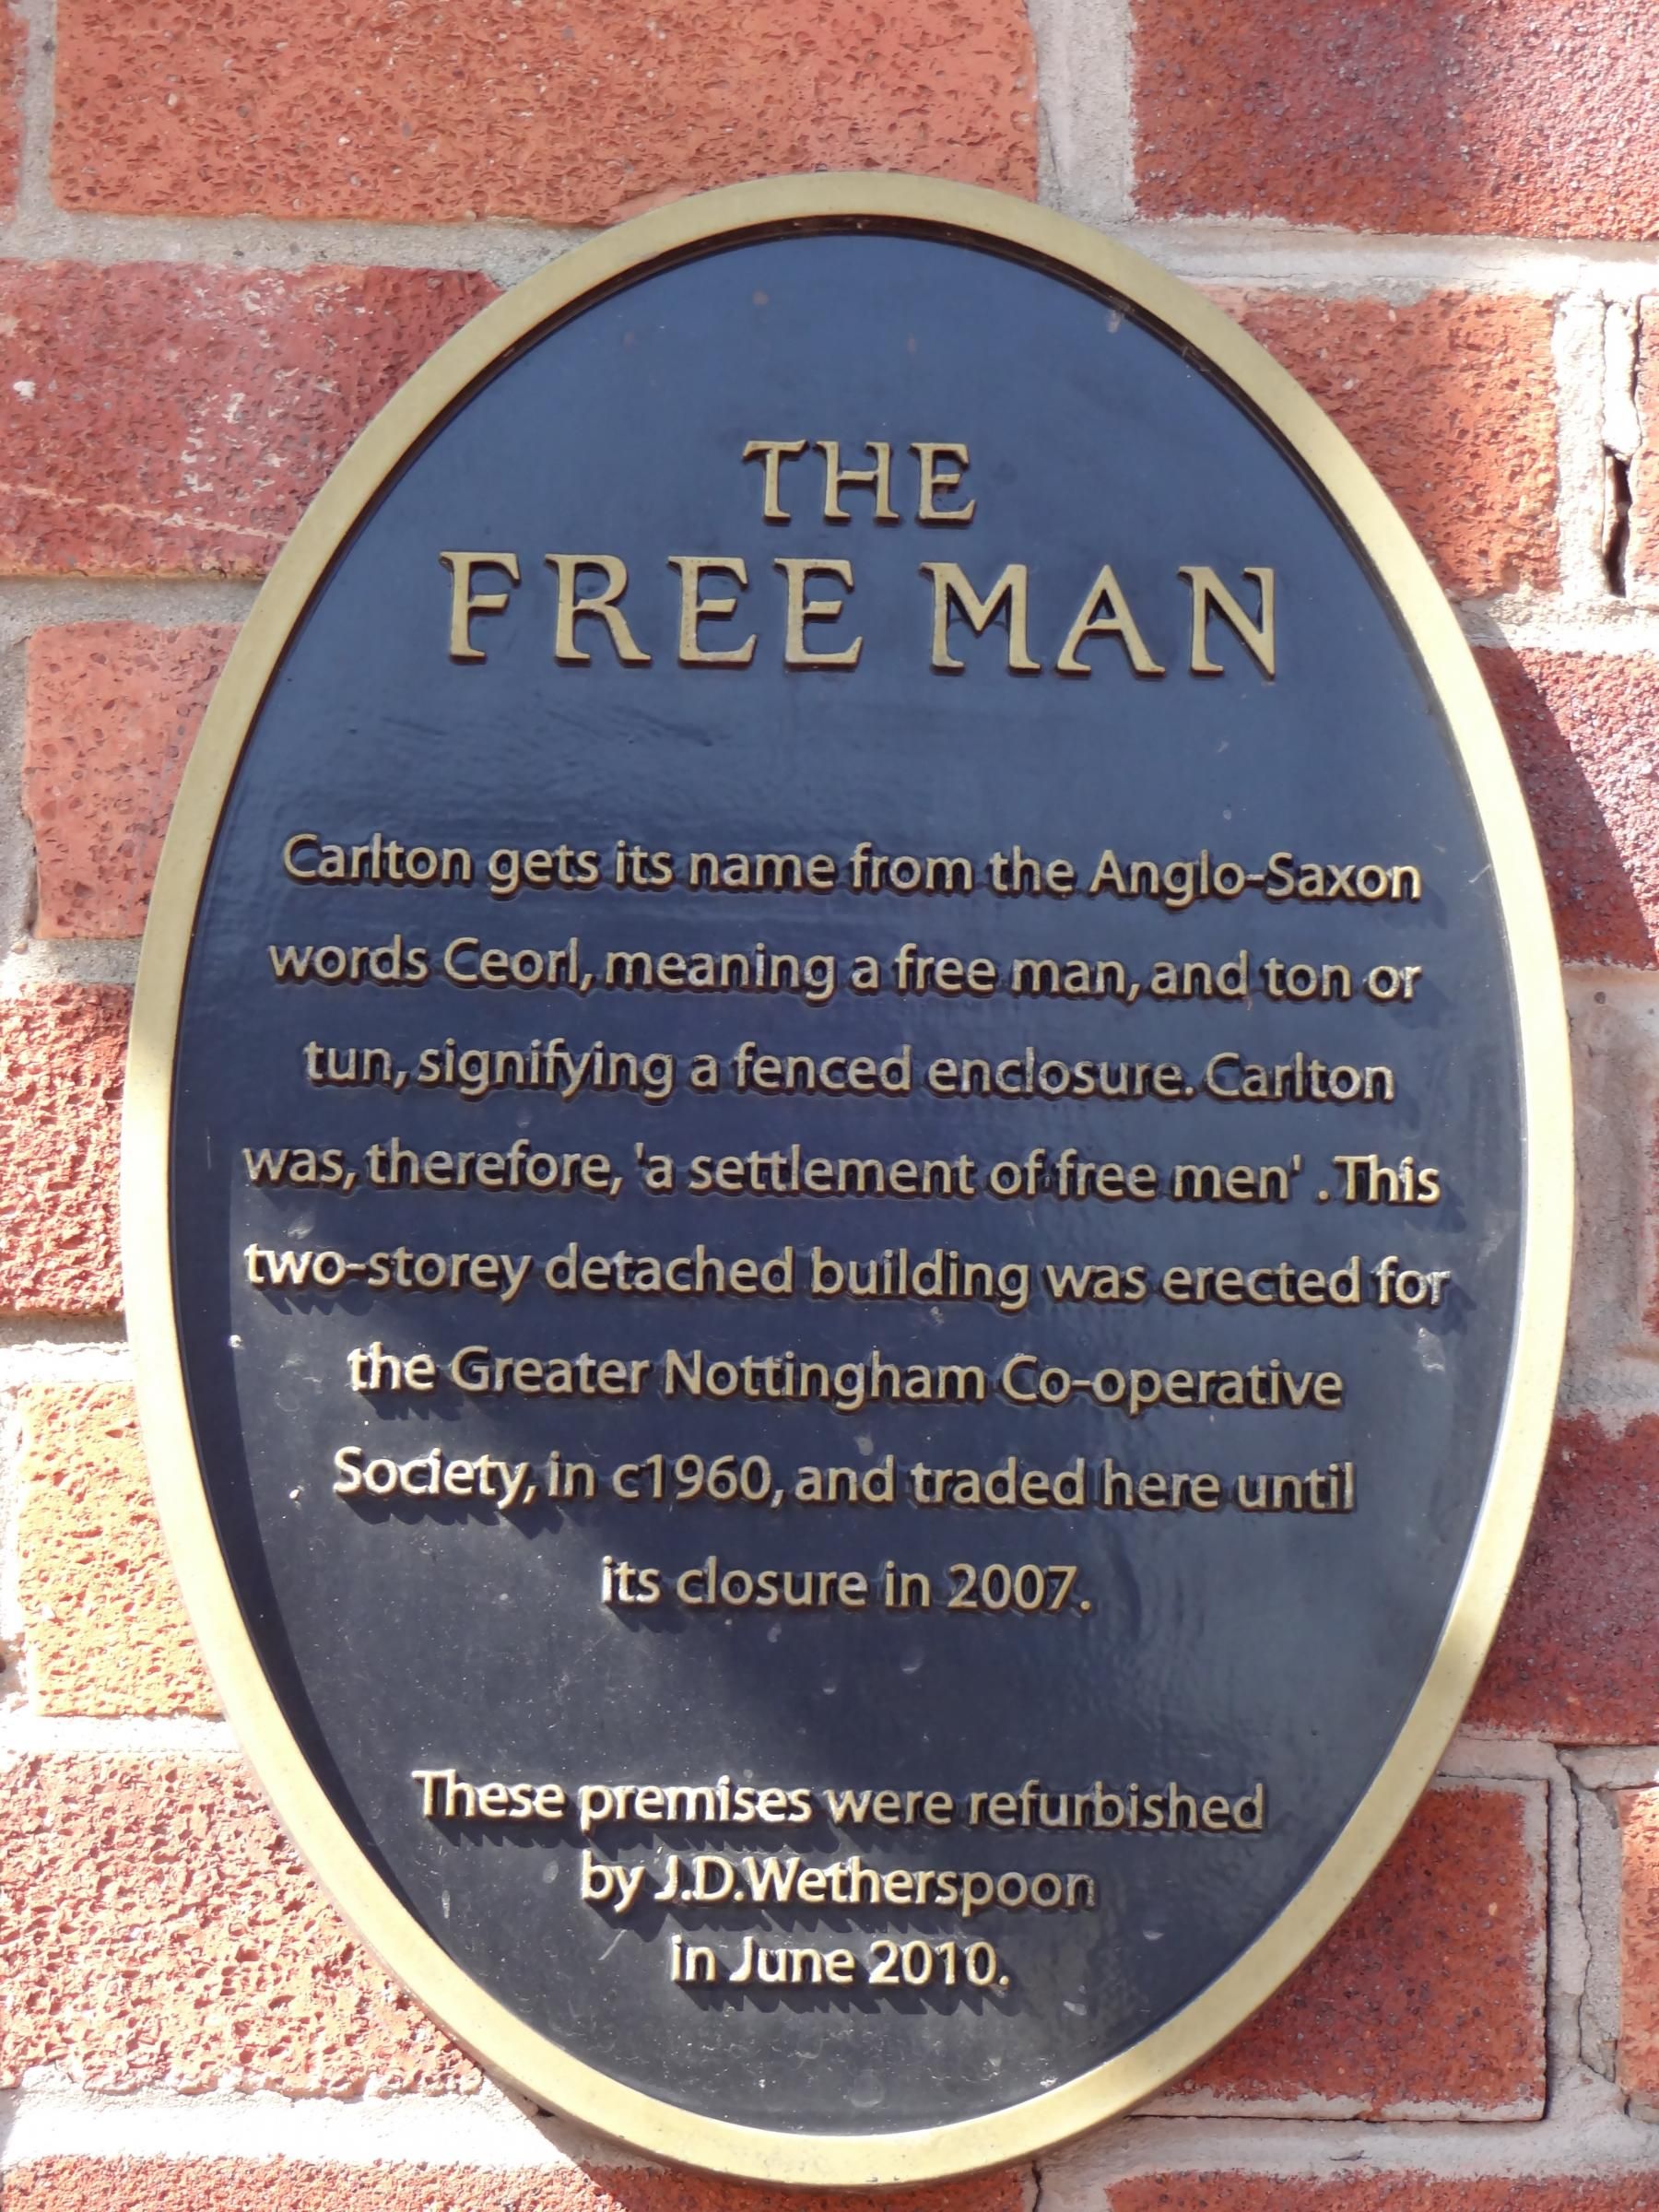 THE
FREE MAN
Carlton gets its name from the Anglo-Saxon
words Ceorl, meaning a free man, and ton or
tun, signifying a fenced enclosure. Carlton
was, therefore, 'a settlement of free men' . This
two-storey detached building was erected for
the Greater Nottingham Co-operative
Society, in c1960, and traded here until
its closure in 2007.
These premises were refurbished
by J.D.Wetherspoon
in June 2010.